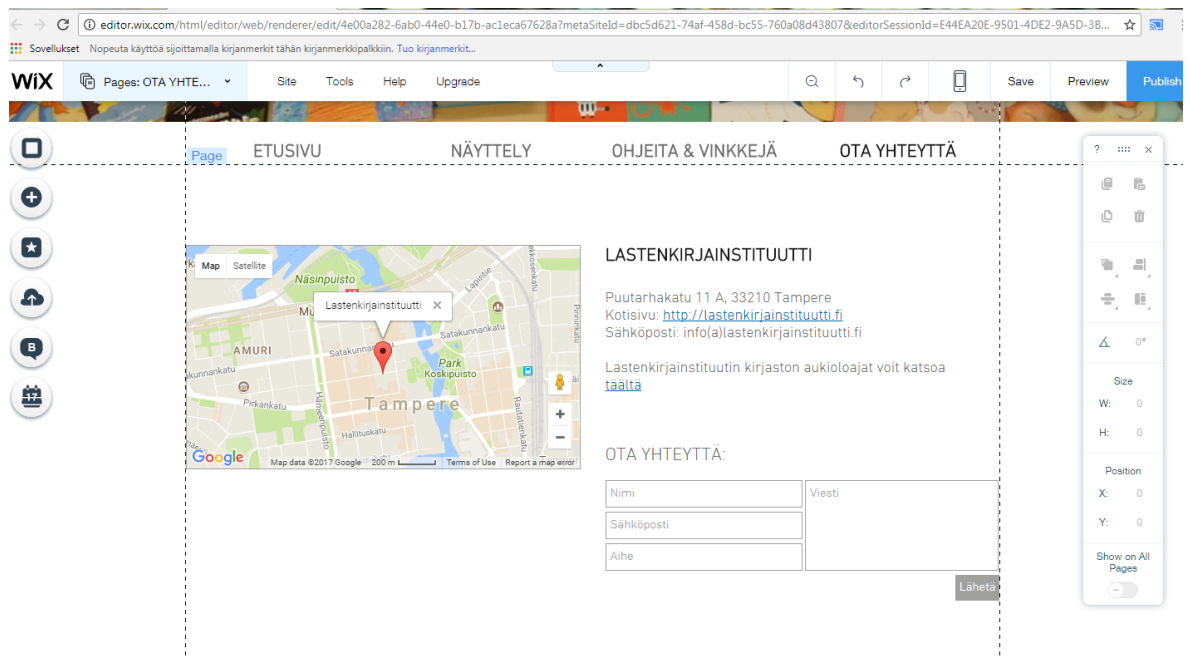 editor.wix.com/html/editor/web/renderer/edit/4e00a282-6ab0-44e0-b17b-ac1eca67628a?metaSiteId=dbc5d621-74af-458d-bc55-760a08d43807&editorSessionId=E44EA20E-9501-4DE2-9A5D-3B...
Sovellukset Nopeuta käyttöä sijoittamalla kirjanmerkit tähän kirjanmerkkipalkkiin. Tuo kirjanmerkit...
WiX Pages: OTA YHTE... Site Tools Help Upgrade Save Preview Publish
Page ETUSIVU NÄYTTELY OHJEITA & VINKKEJÄ OTA YHTEYTTÄ
? ::::  ×
LASTENKIRJAINSTITUUTTI
Map Satellite
Näsinpuisto
Lapintie
Lastenkirjainstituutti ×
Puutarhakatu 11 A, 33210 Tampere
Kotisivu: http://lastenkirjainstituutti.fi
Sähköposti: info(a)lastenkirjainstituutti.fi
Satakunnankatu
AMURI
Park
Koskipuisto
Lastenkirjainstituutin kirjaston aukioloajat voit katsoa
täältä
Pirkankatu
Hämeenpuisto
Tampere
Rautatienkatu
Hallituskatu
Google Map data ©2017 Google 200 m Terms of Use Report a map error
OTA YHTEYTTÄ:
Nimi
Viesti
Sähköposti
Aihe
Lähetä
B
17
0°
Size
W: 0
H: 0
Position
X: 0
Y: 0
Show on All
Pages